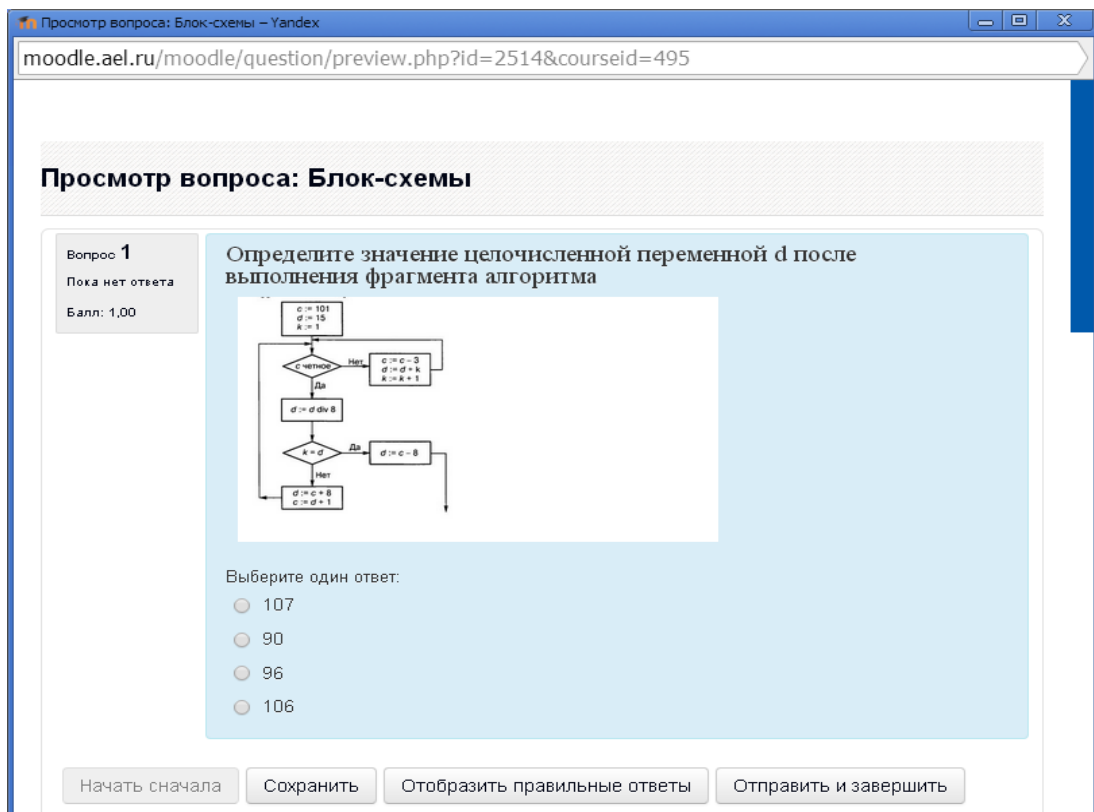 Просмотр вопроса: Блок-схемы – Yandex
moodle.ael.ru/moodle/question/preview.php?id=2514&courseid=495
Просмотр вопроса: Блок-схемы
Вопрос 1
Пока нет ответа
Балл: 1,00
Определите значение целочисленной переменной d после
выполнения фрагмента алгоритма
c := 101
d := 15
k := 1
c четное
Нет
c := c – 3
d := d + k
k := k + 1
Да
d := d div 8
k = d
Да
d := c – 8
Нет
d := c + 8
c := d + 1
Выберите один ответ:
107
90
96
106
Начать сначала
Сохранить
Отобразить правильные ответы
Отправить и завершить